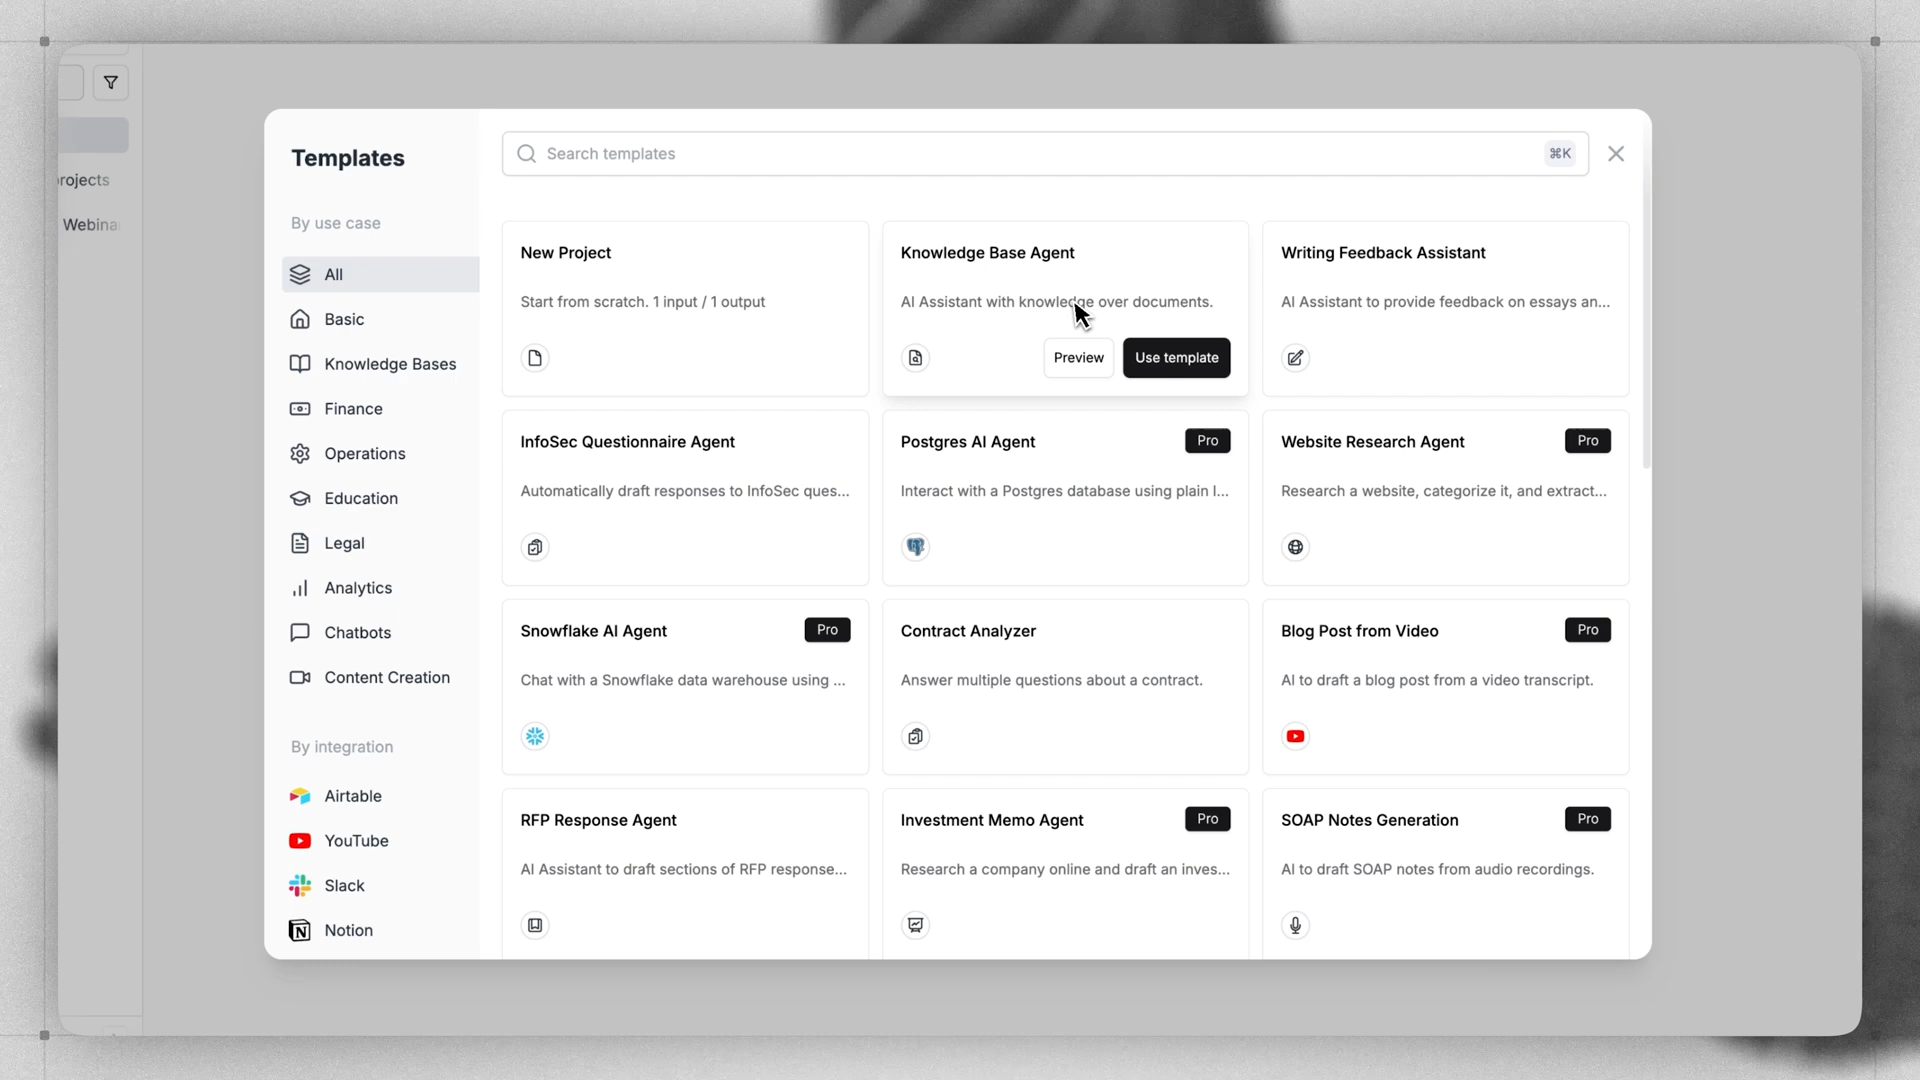 rojects
Webina
Templates
By use case
All
Basic
Knowledge Bases
Finance
Operations
Education
Legal
Analytics
Chatbots
Content Creation
By integration
Airtable
YouTube
Slack
Notion
Search templates
⌘K
New Project
Start from scratch. 1 input / 1 output
Knowledge Base Agent
AI Assistant with knowledge over documents.
Preview
Use template
Writing Feedback Assistant
AI Assistant to provide feedback on essays an...
InfoSec Questionnaire Agent
Automatically draft responses to InfoSec ques...
Postgres AI Agent
Pro
Interact with a Postgres database using plain l...
Website Research Agent
Pro
Research a website, categorize it, and extract...
Snowflake AI Agent
Pro
Chat with a Snowflake data warehouse using ...
Contract Analyzer
Answer multiple questions about a contract.
Blog Post from Video
Pro
AI to draft a blog post from a video transcript.
RFP Response Agent
AI Assistant to draft sections of RFP response...
Investment Memo Agent
Pro
Research a company online and draft an inves...
SOAP Notes Generation
Pro
AI to draft SOAP notes from audio recordings.